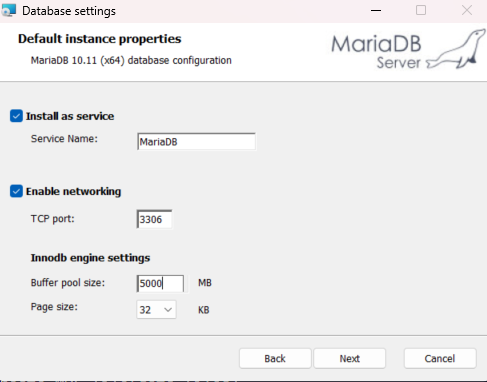 Database settings
Default instance properties
MariaDB 10.11 (x64) database configuration
MariaDB
Server
Install as service
Service Name: MariaDB
Enable networking
TCP port: 3306
Innodb engine settings
Buffer pool size: 5000 MB
Page size: 32 KB
Back Next Cancel